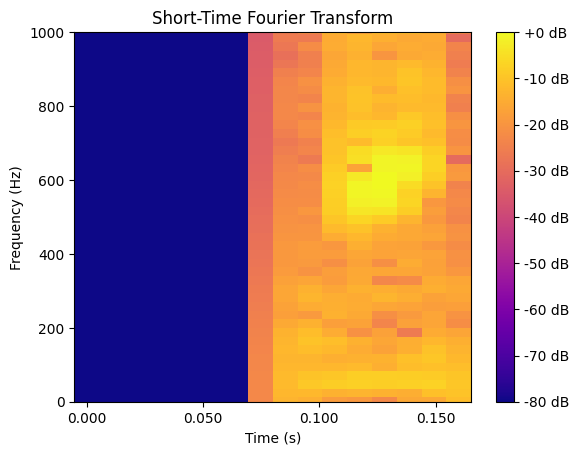 Short-Time Fourier Transform
Frequency (Hz)
1000
800
600
400
200
0
0.000
0.050
0.100
0.150
Time (s)
+0 dB
-10 dB
-20 dB
-30 dB
-40 dB
-50 dB
-60 dB
-70 dB
-80 dB